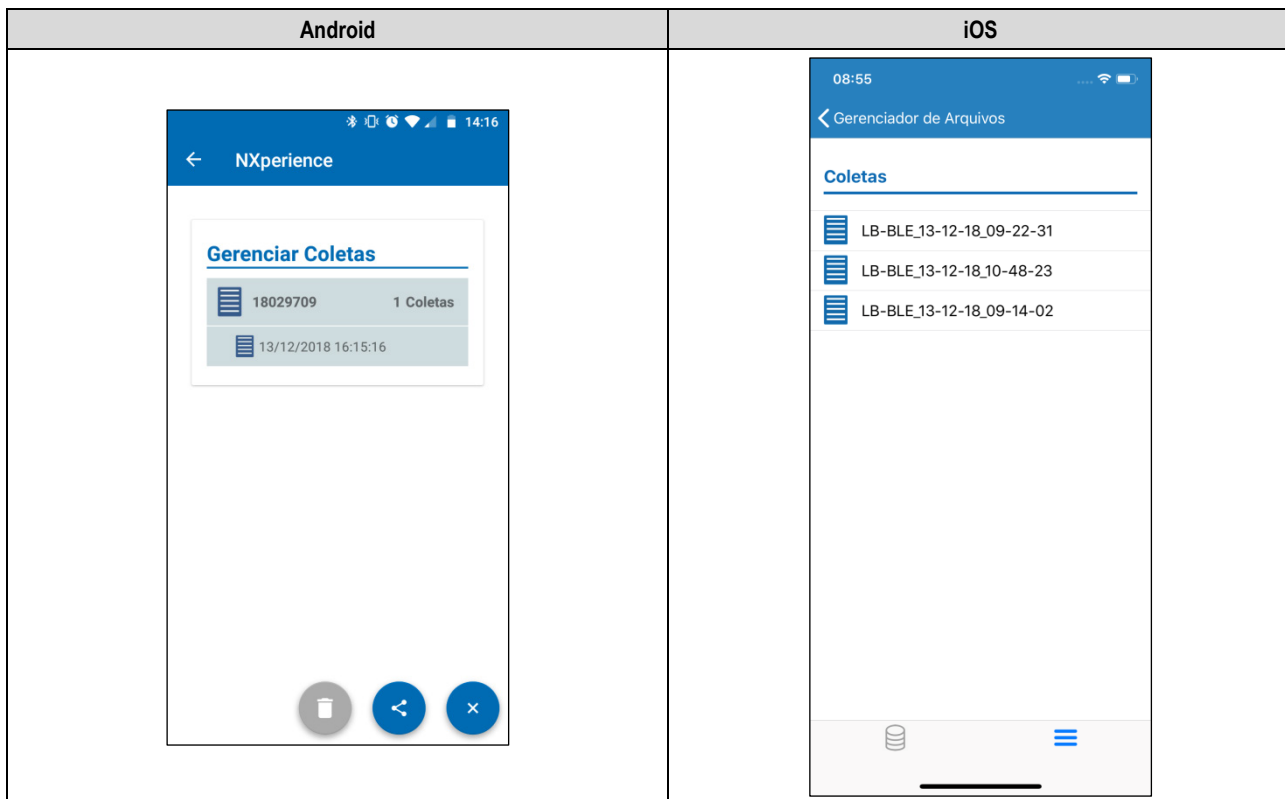 Android
iOS
14:16
NXperience
Gerenciar Coletas
18029709 1 Coletas
13/12/2018 16:15:16
08:55
Gerenciador de Arquivos
Coletas
LB-BLE_13-12-18_09-22-31
LB-BLE_13-12-18_10-48-23
LB-BLE_13-12-18_09-14-02